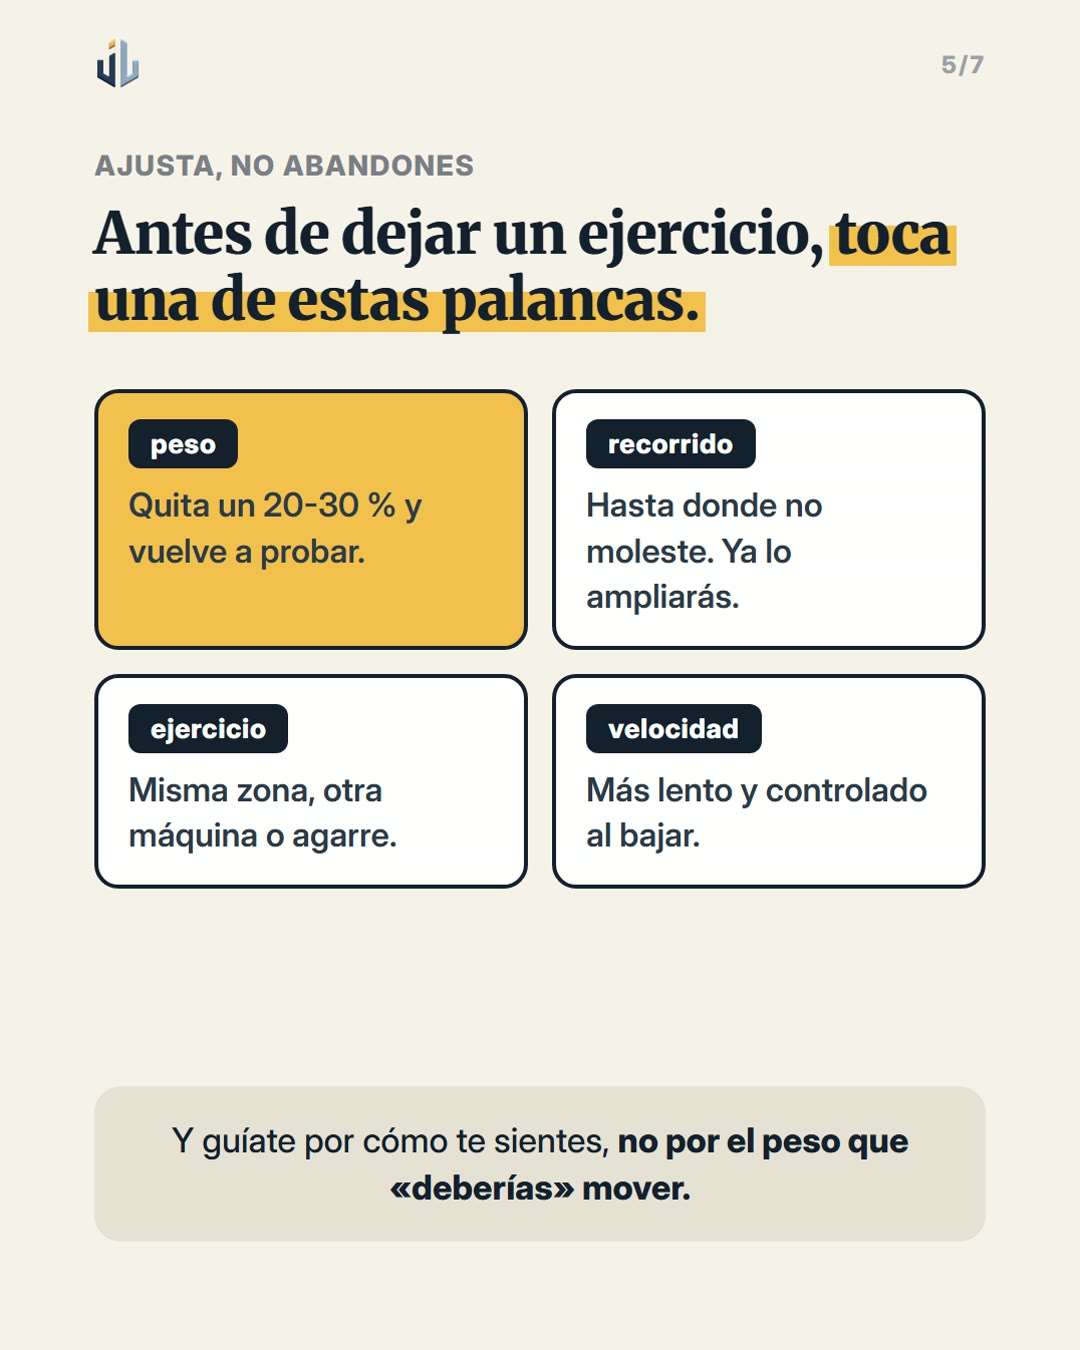 5/7
AJUSTA, NO ABANDONES
Antes de dejar un ejercicio, toca
una de estas palancas.
peso
Quita un 20-30 % y
vuelve a probar.
recorrido
Hasta donde no
moleste. Ya lo
ampliarás.
ejercicio
Misma zona, otra
máquina o agarre.
velocidad
Más lento y controlado
al bajar.
Y guíate por cómo te sientes, no por el peso que
«deberías» mover.